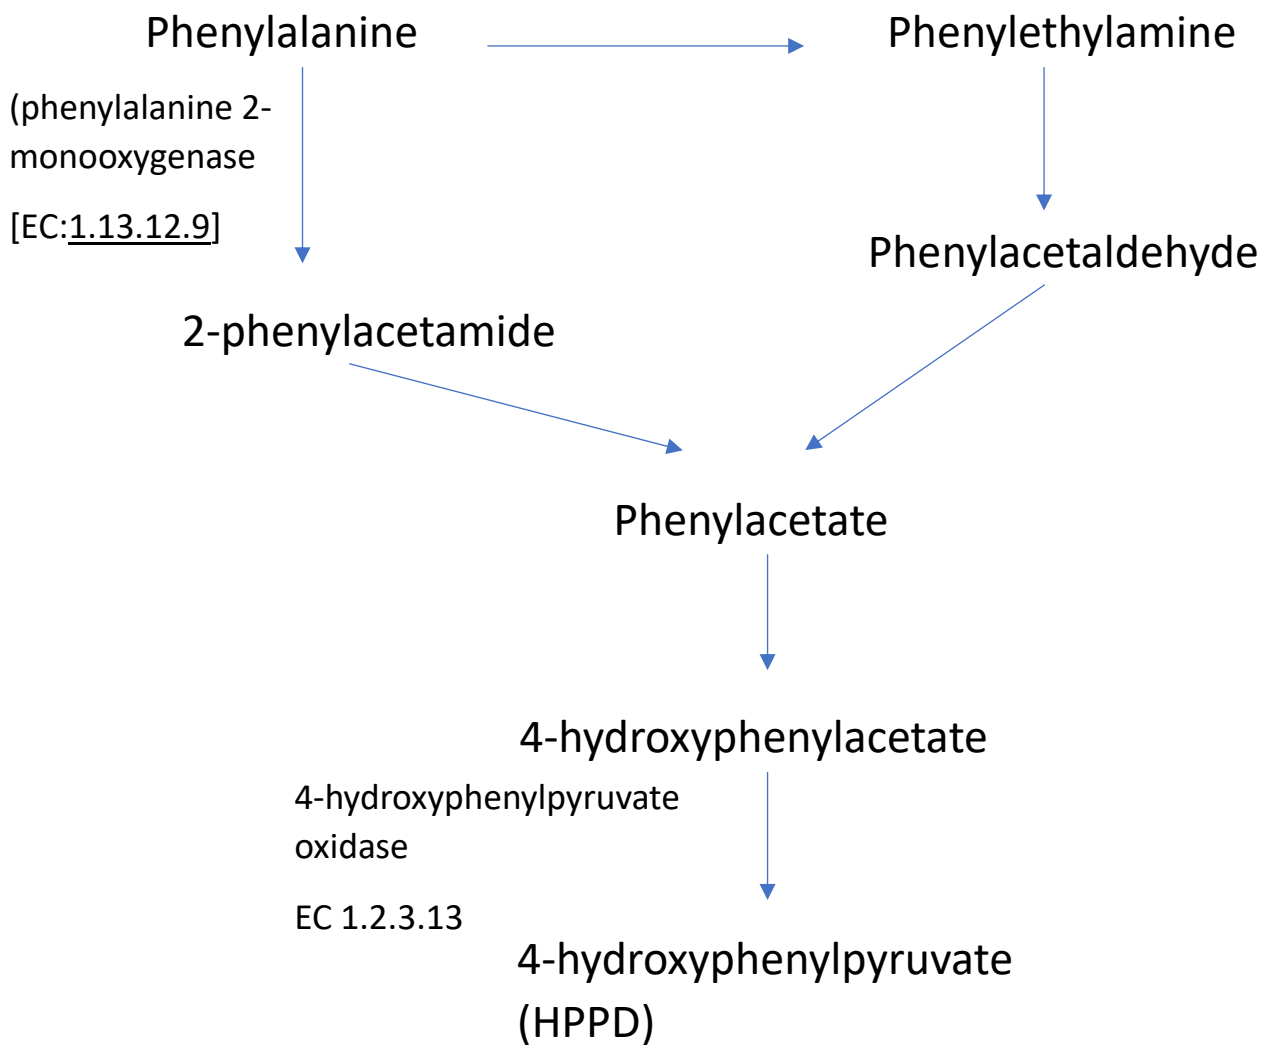 Phenylalanine
Phenylethylamine
(phenylalanine 2-
monooxygenase
[EC:1.13.12.9]
Phenylacetaldehyde
2-phenylacetamide
Phenylacetate
4-hydroxyphenylacetate
4-hydroxyphenylpyruvate
oxidase
EC 1.2.3.13
4-hydroxyphenylpyruvate
(HPPD)